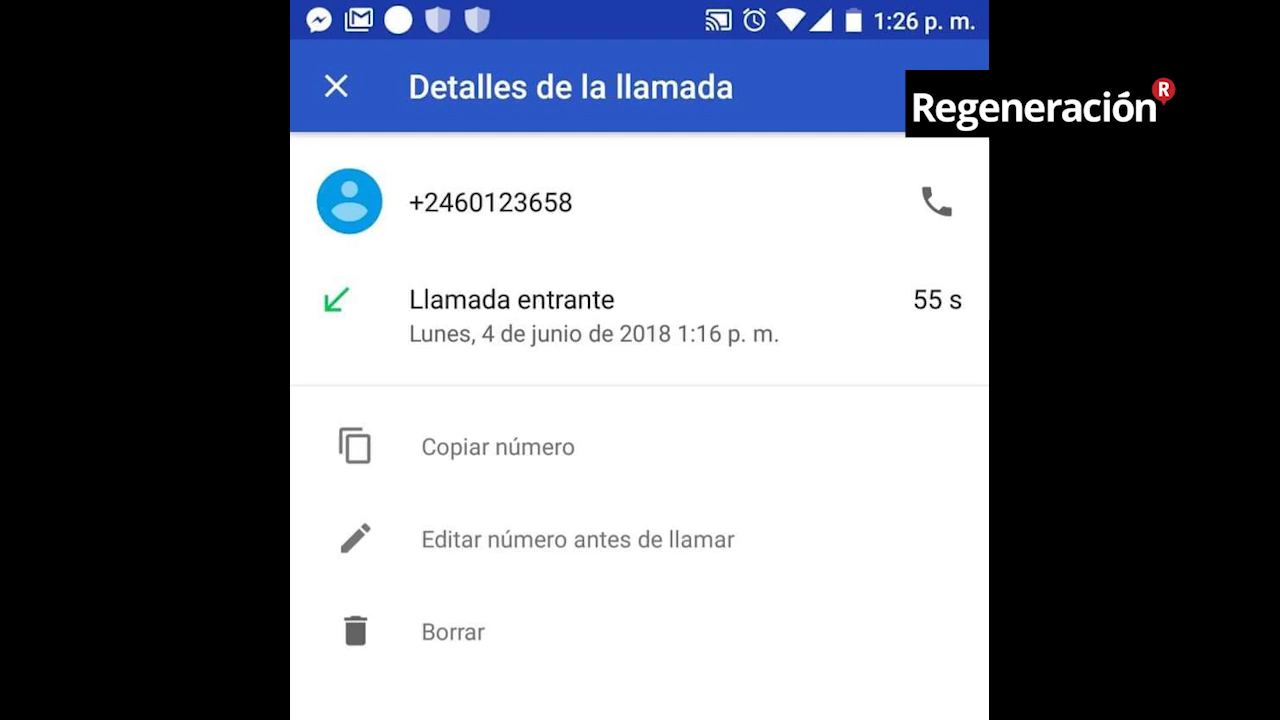 1:26 p. m.
Detalles de la llamada
Regeneración R
+2460123658
Llamada entrante 55 s
Lunes, 4 de junio de 2018 1:16 p. m.
Copiar número
Editar número antes de llamar
Borrar